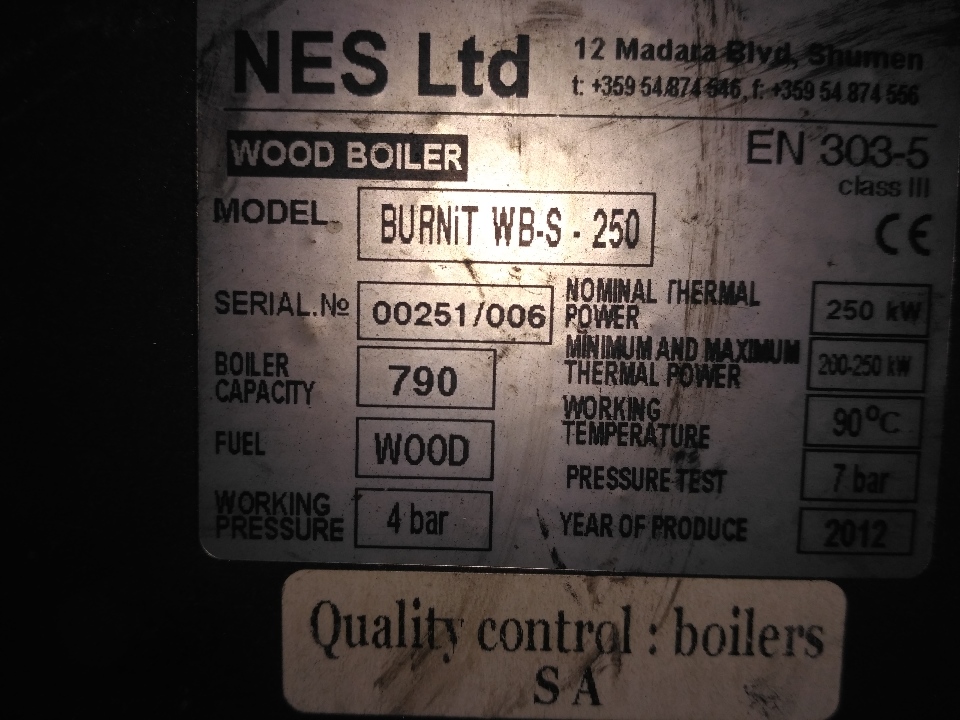 NES Ltd
12 Madara Blvd, Shumen
t: +359 54 874 546, f: +359 54 874 556
WOOD BOILER
EN 303-5
class III
MODEL BURNiT WB-S - 250
CE
SERIAL.№ 00251/006
NOMINAL THERMAL
POWER 250 kW
BOILER
CAPACITY 790
MINIMUM AND MAXIMUM
THERMAL POWER 200-250 kW
FUEL WOOD
WORKING
TEMPERATURE 90°C
PRESSURE TEST 7 bar
WORKING
PRESSURE 4 bar
YEAR OF PRODUCE 2012
Quality control : boilers
S A